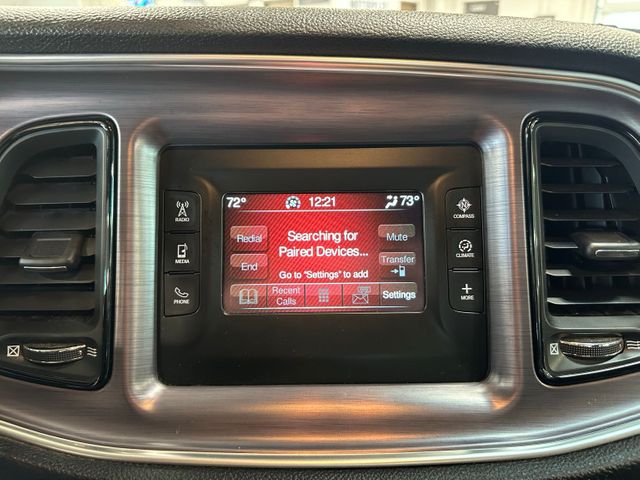 72° 12:21 73°
RADIO
MEDIA
PHONE
Redial
End
Searching for
Paired Devices...
Go to "Settings" to add
Mute
Transfer
Recent
Calls
Settings
COMPASS
CLIMATE
+
MORE